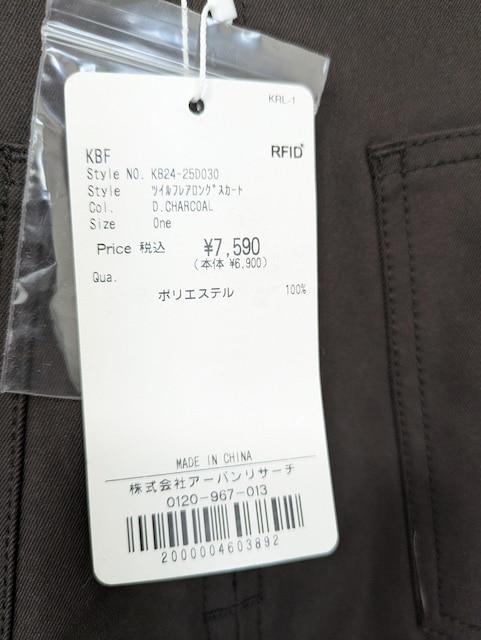 KRL-1
KBF RFID
Style NO. KB24-25D030
Style ﾂｲﾙﾌﾚｱﾛﾝｸﾞｽｶｰﾄ
Col. D.CHARCOAL
Size One
Price 税込 ¥7,590
(本体 ¥6,900)
Qua.
ポリエステル 100%
MADE IN CHINA
株式会社アーバンリサーチ
0120-967-013
2000004603892